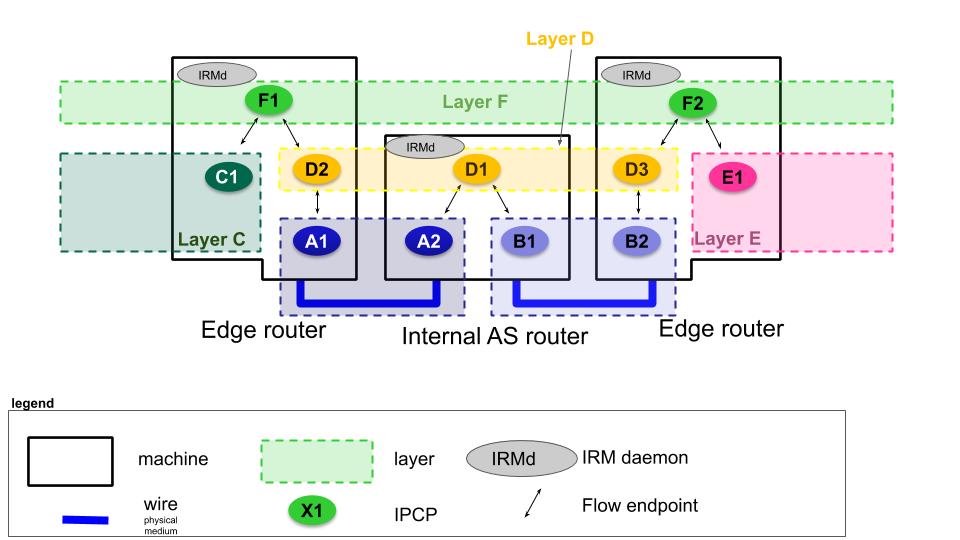 Layer D
IRMd
IRMd
F1
Layer F
F2
IRMd
C1
D2
D1
D3
E1
Layer C
A1
A2
B1
B2
Layer E
Edge router
Internal AS router
Edge router
legend
machine
layer
IRMd
IRM daemon
wire
physical
medium
X1
IPCP
Flow endpoint